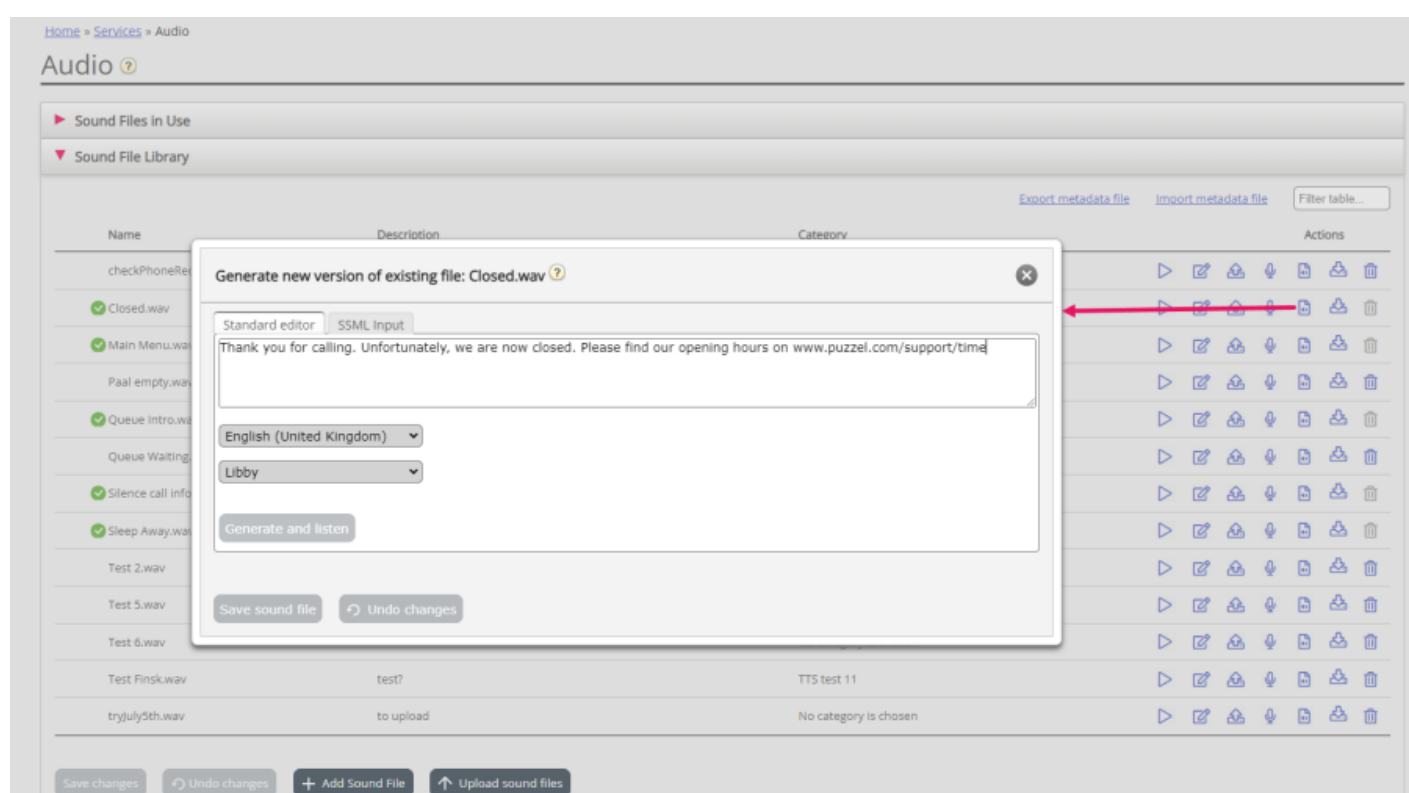 Home » Services » Audio
Audio ?
Sound Files in Use
Sound File Library
Export metadata file Import metadata file Filter table...
Name Description Category Actions
checkPhoneRe
Closed.wav
Main Menu.wa
Paal empty.wa
Queue Intro.wa
Queue Waiting.
Silence call info
Sleep Away.wa
Test 2.wav
Test 5.wav
Test 6.wav
Test Finsk.wav test? TTS test 11
tryJuly5th.wav to upload No category is chosen
Save changes Undo changes + Add Sound File Upload sound files
Generate new version of existing file: Closed.wav ?
Standard editor SSML Input
Thank you for calling. Unfortunately, we are now closed. Please find our opening hours on www.puzzel.com/support/time
English (United Kingdom)
Libby
Generate and listen
Save sound file Undo changes